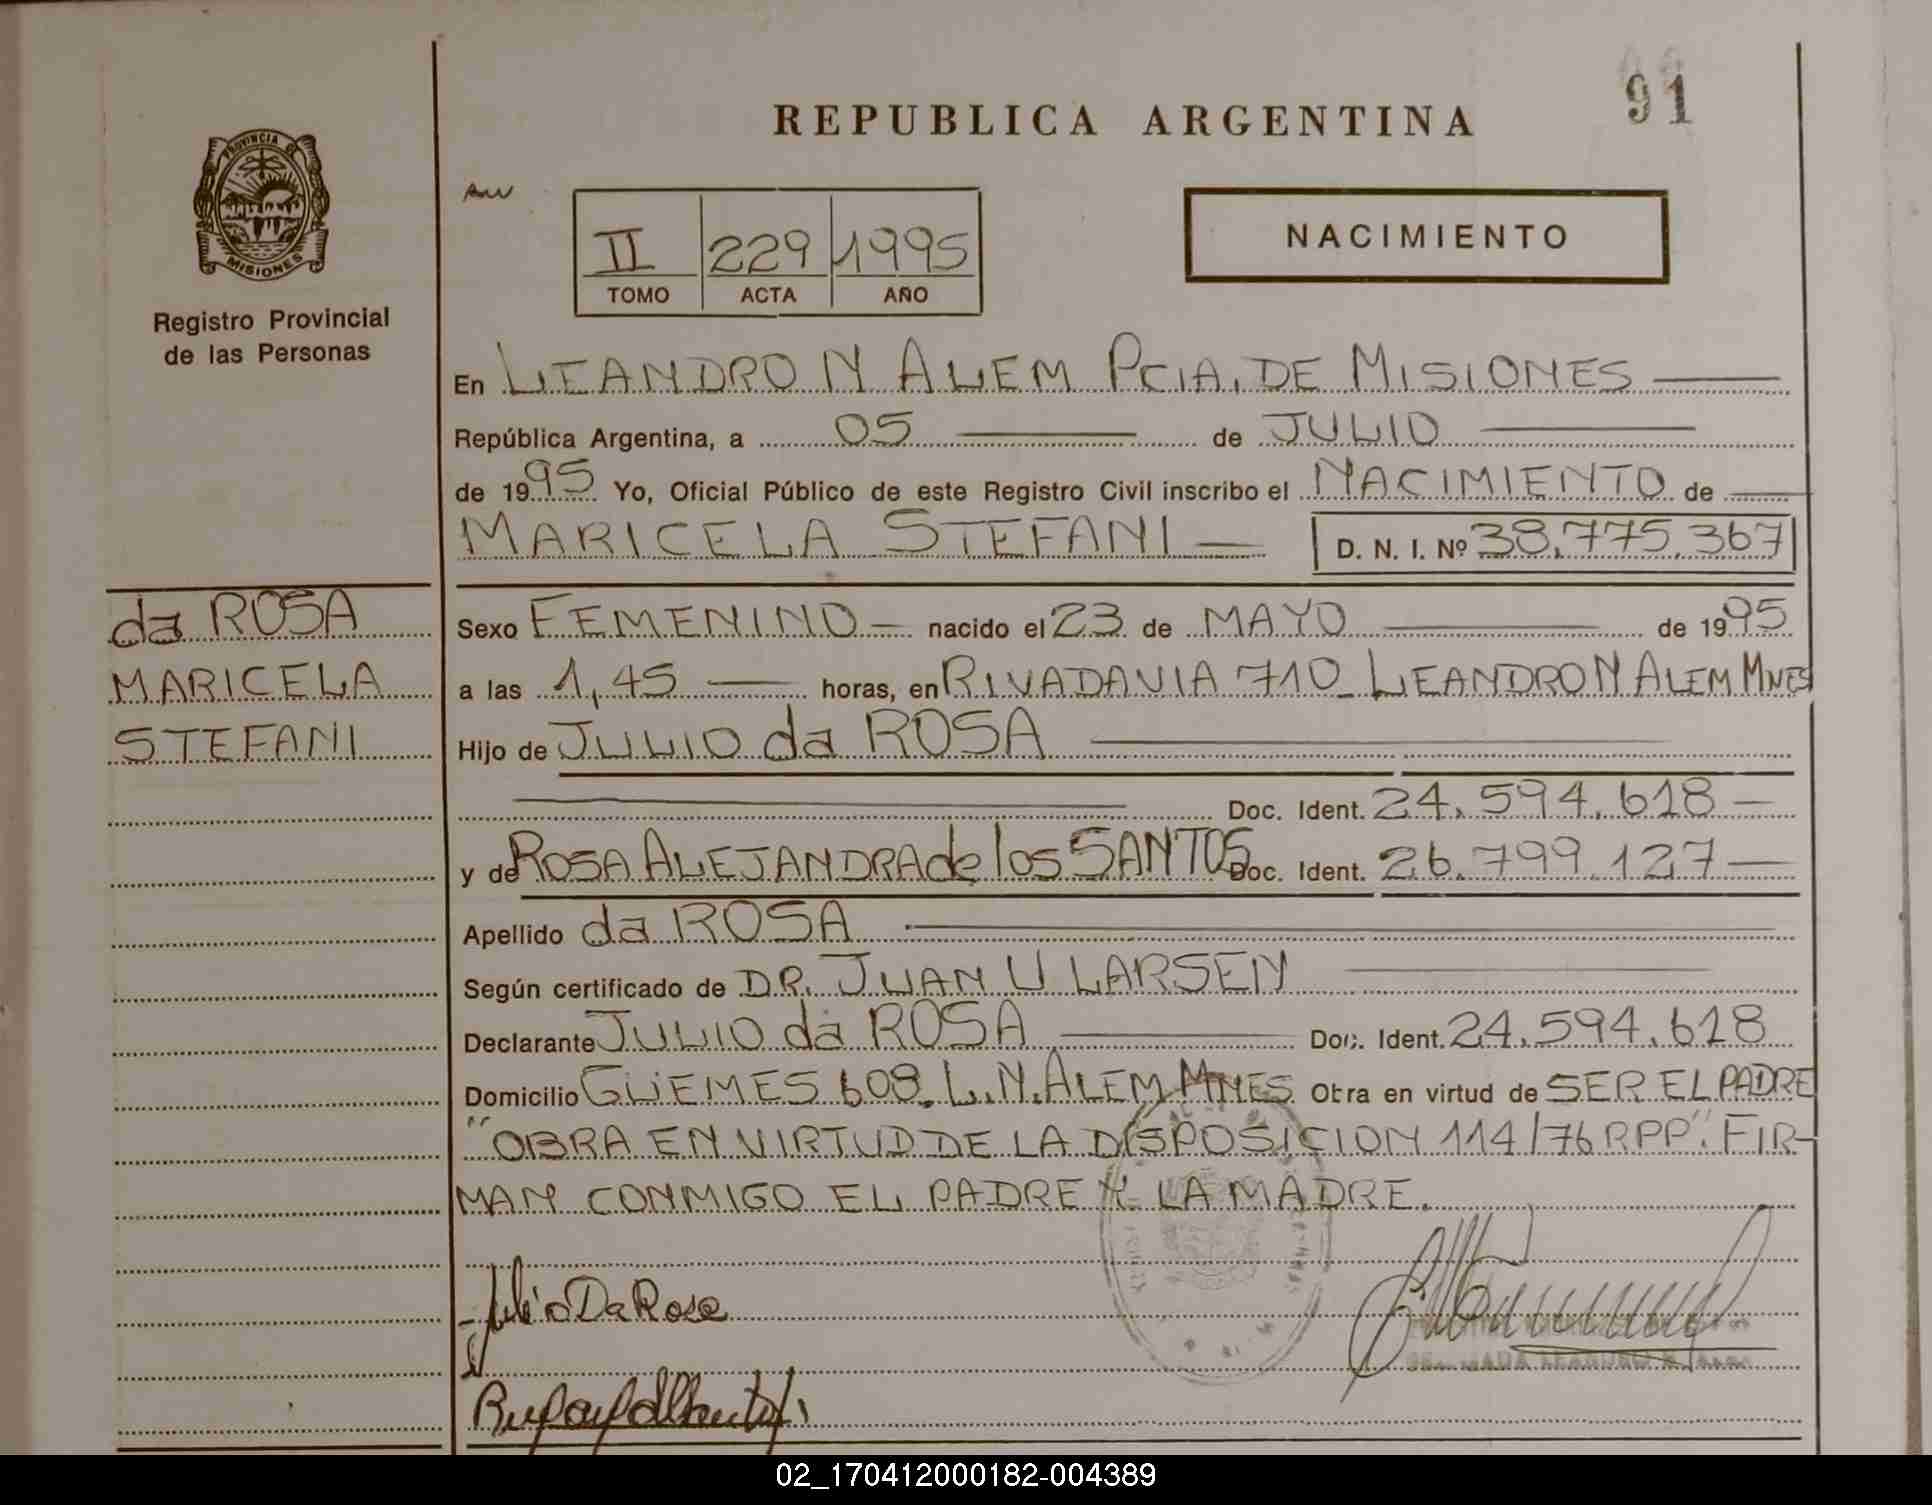 91
REPUBLICA ARGENTINA
PROVINCIA DE
MISIONES
Registro Provincial
de las Personas
II 229 1995
TOMO ACTA AÑO
NACIMIENTO
En LEANDRO N ALEM PCIA. DE MISIONES
República Argentina, a 05 de JULIO
de 1995 Yo, Oficial Público de este Registro Civil inscribo el NACIMIENTO de
MARICELA STEFANI D. N. I. Nº 38.775.367
da ROSA
MARICELA
STEFANI
Sexo FEMENINO nacido el 23 de MAYO de 1995
a las 1,45 horas, en RIVADAVIA 710 LEANDRO N ALEM MNES
Hijo de JULIO da ROSA
Doc. Ident. 24.594.618
y de ROSA ALEJANDRA de los SANTOS Doc. Ident. 26.799.127
Apellido da ROSA
Según certificado de DR. JUAN U LARSEN
Declarante JULIO da ROSA Doc. Ident. 24.594.618
Domicilio GÜEMES 608. L.N. ALEM MNES Otra en virtud de SER EL PADRE
"OBRA EN VIRTUD DE LA DISPOSICION 114/76 RPP". FIR-
MAN CONMIGO EL PADRE Y LA MADRE.
Julio Da Rosa
02_170412000182-004389